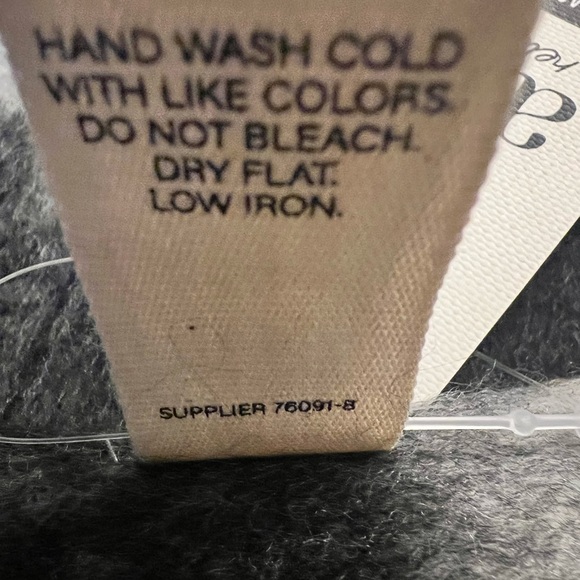 HAND WASH COLD
WITH LIKE COLORS.
DO NOT BLEACH.
DRY FLAT.
LOW IRON.
SUPPLIER 76091-8